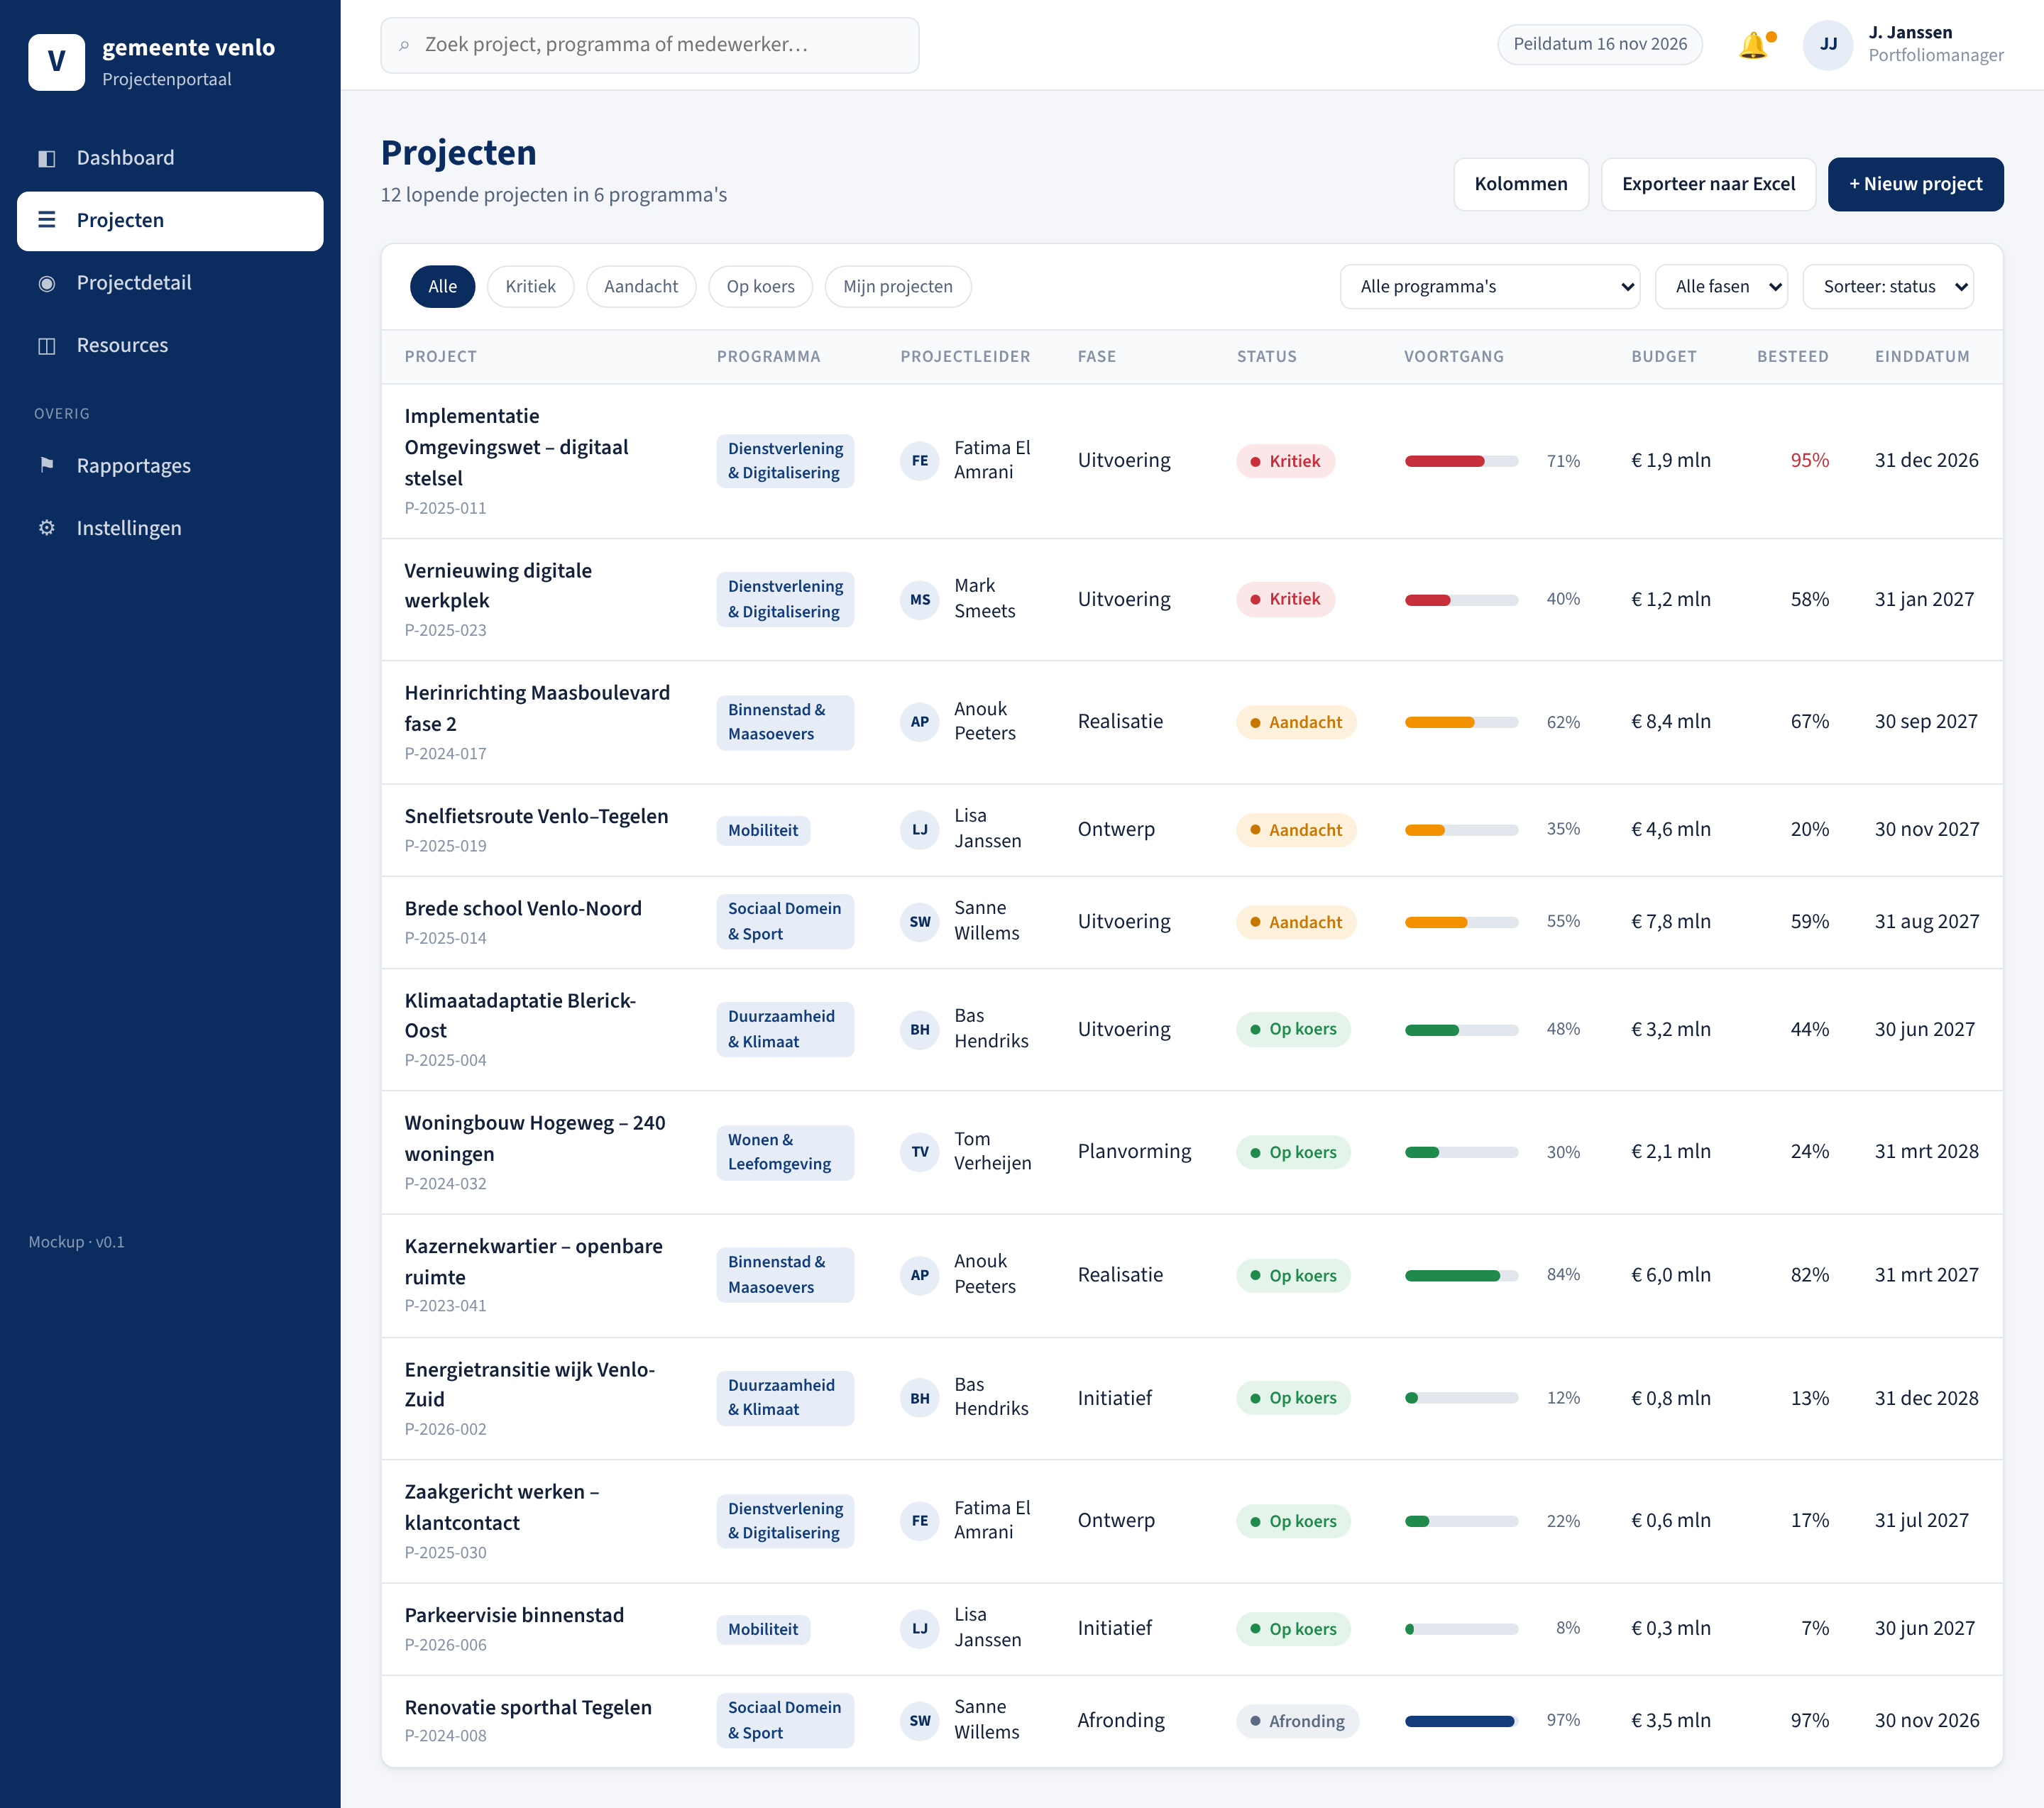 V
gemeente venlo
Projectenportaal
Dashboard
Projecten
Projectdetail
Resources
OVERIG
Rapportages
Instellingen
Mockup · v0.1
Zoek project, programma of medewerker…
Peildatum 16 nov 2026
JJ
J. Janssen
Portfoliomanager
Projecten
12 lopende projecten in 6 programma's
Kolommen
Exporteer naar Excel
+ Nieuw project
Alle
Kritiek
Aandacht
Op koers
Mijn projecten
Alle programma's
Alle fasen
Sorteer: status
PROJECT PROGRAMMA PROJECTLEIDER FASE STATUS VOORTGANG BUDGET BESTEED EINDDATUM
Implementatie
Omgevingswet – digitaal
stelsel
P-2025-011
Dienstverlening
& Digitalisering
FE
Fatima El
Amrani
Uitvoering
Kritiek
71%
€ 1,9 mln
95%
31 dec 2026
Vernieuwing digitale
werkplek
P-2025-023
Dienstverlening
& Digitalisering
MS
Mark
Smeets
Uitvoering
Kritiek
40%
€ 1,2 mln
58%
31 jan 2027
Herinrichting Maasboulevard
fase 2
P-2024-017
Binnenstad &
Maasoevers
AP
Anouk
Peeters
Realisatie
Aandacht
62%
€ 8,4 mln
67%
30 sep 2027
Snelfietsroute Venlo–Tegelen
P-2025-019
Mobiliteit
LJ
Lisa
Janssen
Ontwerp
Aandacht
35%
€ 4,6 mln
20%
30 nov 2027
Brede school Venlo-Noord
P-2025-014
Sociaal Domein
& Sport
SW
Sanne
Willems
Uitvoering
Aandacht
55%
€ 7,8 mln
59%
31 aug 2027
Klimaatadaptatie Blerick-
Oost
P-2025-004
Duurzaamheid
& Klimaat
BH
Bas
Hendriks
Uitvoering
Op koers
48%
€ 3,2 mln
44%
30 jun 2027
Woningbouw Hogeweg – 240
woningen
P-2024-032
Wonen &
Leefomgeving
TV
Tom
Verheijen
Planvorming
Op koers
30%
€ 2,1 mln
24%
31 mrt 2028
Kazernekwartier – openbare
ruimte
P-2023-041
Binnenstad &
Maasoevers
AP
Anouk
Peeters
Realisatie
Op koers
84%
€ 6,0 mln
82%
31 mrt 2027
Energietransitie wijk Venlo-
Zuid
P-2026-002
Duurzaamheid
& Klimaat
BH
Bas
Hendriks
Initiatief
Op koers
12%
€ 0,8 mln
13%
31 dec 2028
Zaakgericht werken –
klantcontact
P-2025-030
Dienstverlening
& Digitalisering
FE
Fatima El
Amrani
Ontwerp
Op koers
22%
€ 0,6 mln
17%
31 jul 2027
Parkeervisie binnenstad
P-2026-006
Mobiliteit
LJ
Lisa
Janssen
Initiatief
Op koers
8%
€ 0,3 mln
7%
30 jun 2027
Renovatie sporthal Tegelen
P-2024-008
Sociaal Domein
& Sport
SW
Sanne
Willems
Afronding
Afronding
97%
€ 3,5 mln
97%
30 nov 2026